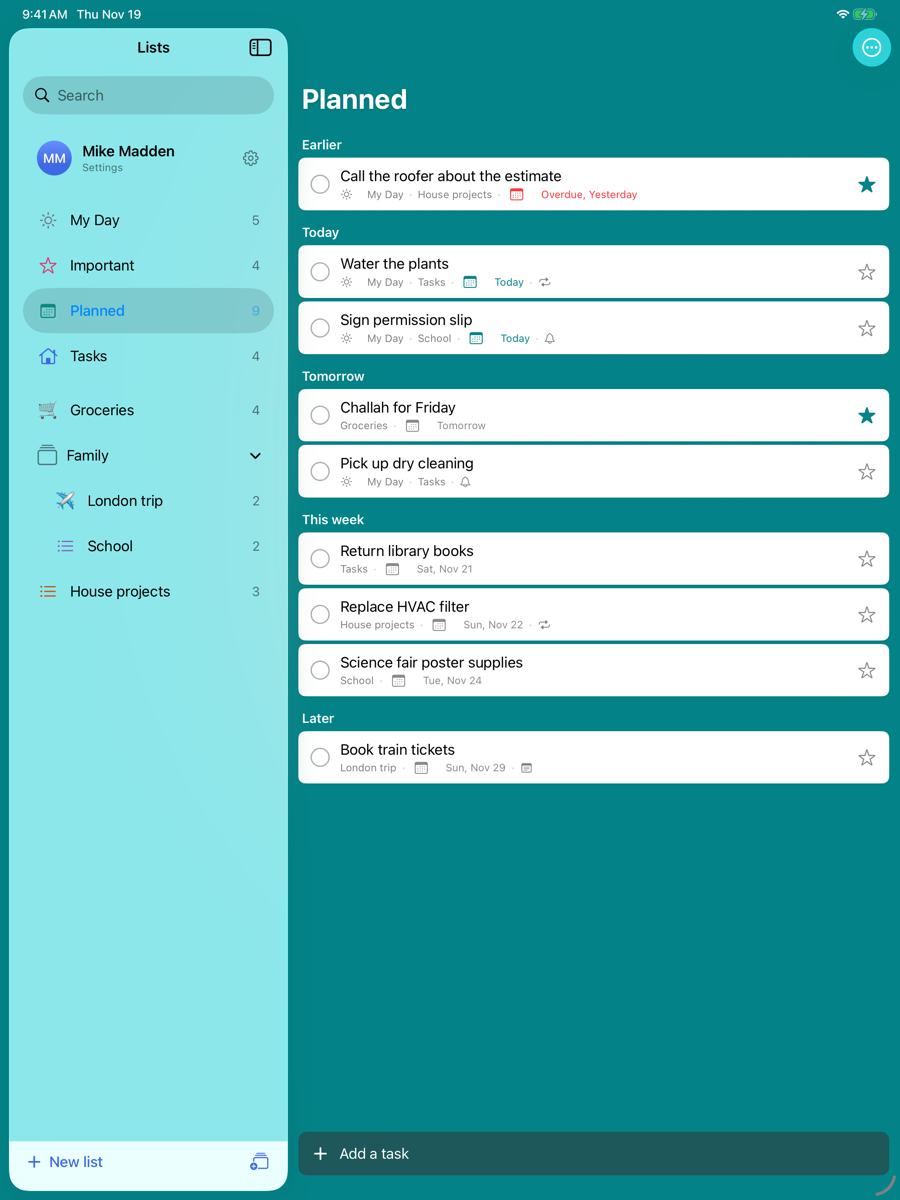 9:41 AM Thu Nov 19
Lists
Search
MM
Mike Madden
Settings
My Day 5
Important 4
Planned 9
Tasks 4
Groceries 4
Family
London trip 2
School 2
House projects 3
New list
Planned
Earlier
Call the roofer about the estimate
My Day · House projects · Overdue, Yesterday
Today
Water the plants
My Day · Tasks · Today ·
Sign permission slip
My Day · School · Today ·
Tomorrow
Challah for Friday
Groceries · Tomorrow
Pick up dry cleaning
My Day · Tasks ·
This week
Return library books
Tasks · Sat, Nov 21
Replace HVAC filter
House projects · Sun, Nov 22 ·
Science fair poster supplies
School · Tue, Nov 24
Later
Book train tickets
London trip · Sun, Nov 29 ·
Add a task